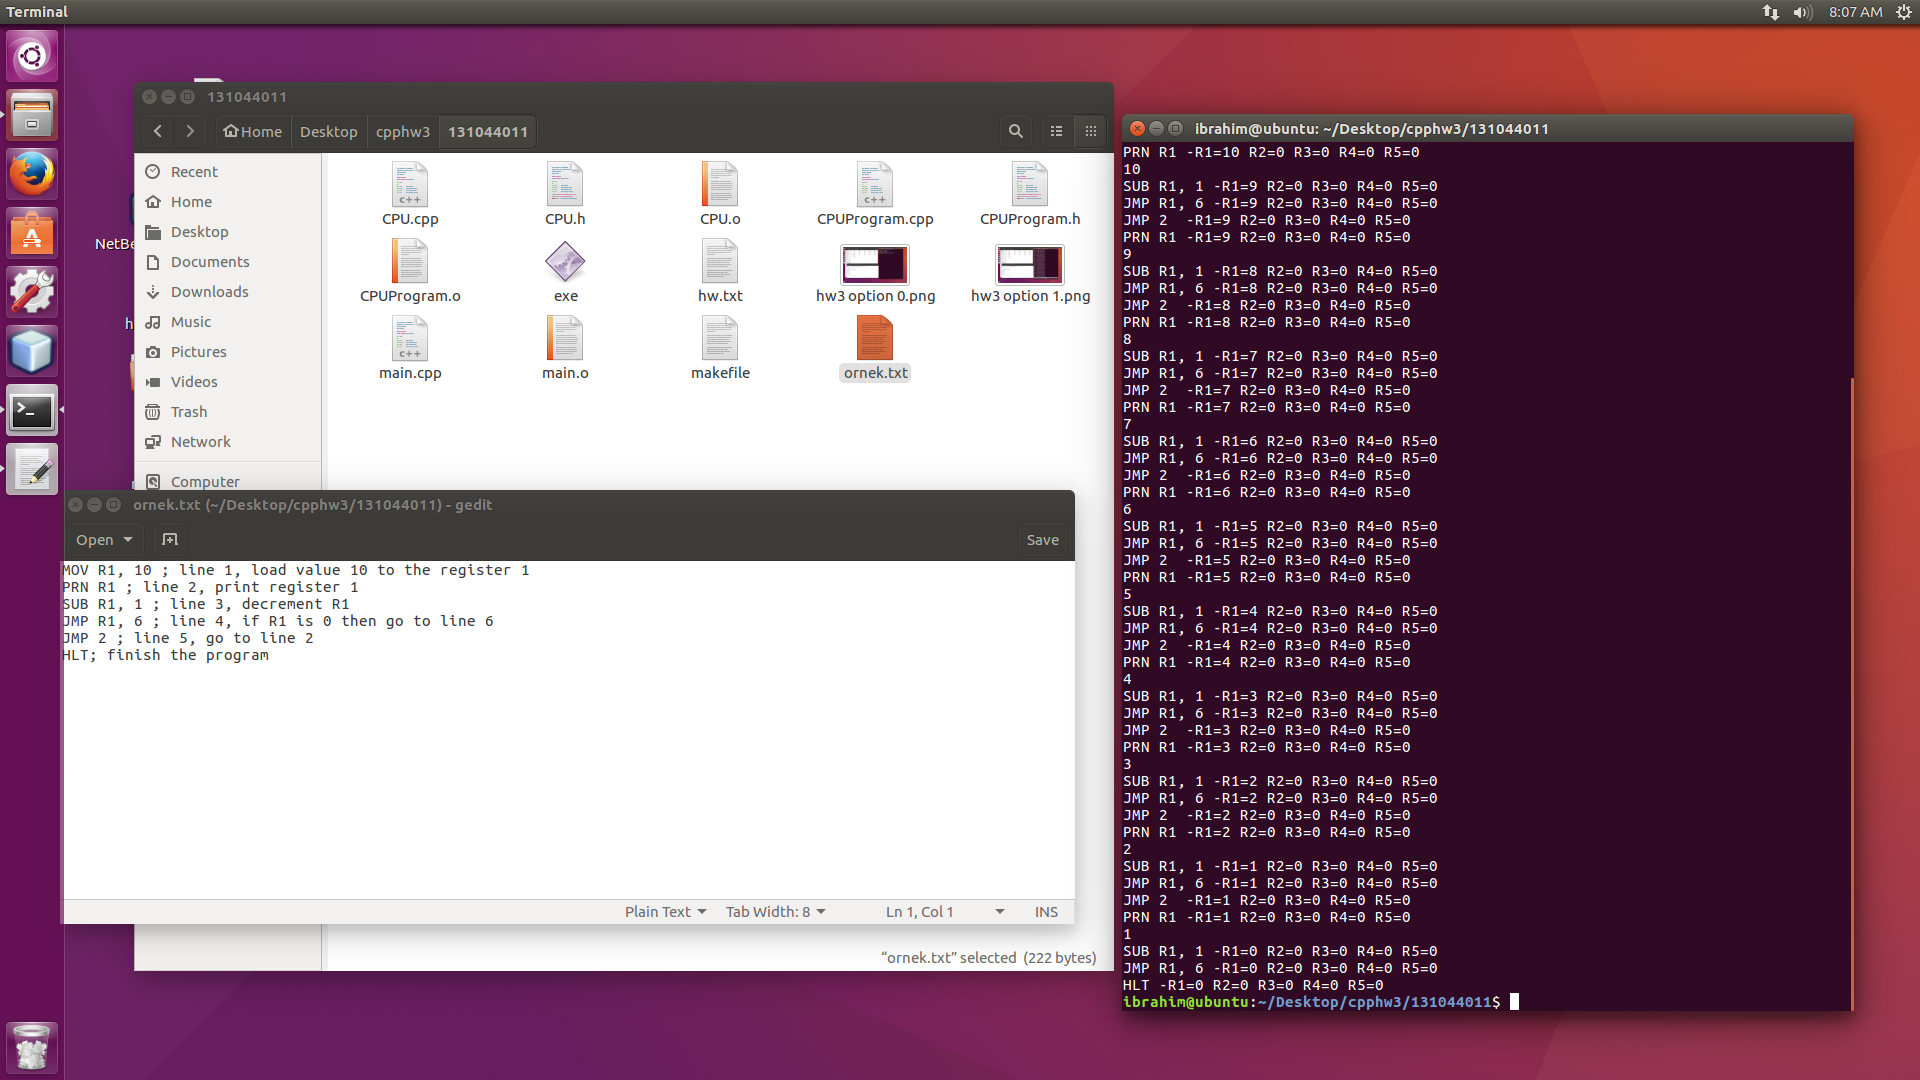 Terminal
8:07 AM
NetBe
h
131044011
Home
Desktop
cpphw3
131044011
Recent
Home
Desktop
Documents
Downloads
Music
Pictures
Videos
Trash
Network
Computer
CPU.cpp
CPU.h
CPU.o
CPUProgram.cpp
CPUProgram.h
CPUProgram.o
exe
hw.txt
hw3 option 0.png
hw3 option 1.png
main.cpp
main.o
makefile
ornek.txt
"ornek.txt" selected (222 bytes)
ornek.txt (~/Desktop/cpphw3/131044011) - gedit
Open
Save
MOV R1, 10 ; line 1, load value 10 to the register 1
PRN R1 ; line 2, print register 1
SUB R1, 1 ; line 3, decrement R1
JMP R1, 6 ; line 4, if R1 is 0 then go to line 6
JMP 2 ; line 5, go to line 2
HLT; finish the program
Plain Text
Tab Width: 8
Ln 1, Col 1
INS
ibrahim@ubuntu: ~/Desktop/cpphw3/131044011
PRN R1 -R1=10 R2=0 R3=0 R4=0 R5=0
10
SUB R1, 1 -R1=9 R2=0 R3=0 R4=0 R5=0
JMP R1, 6 -R1=9 R2=0 R3=0 R4=0 R5=0
JMP 2  -R1=9 R2=0 R3=0 R4=0 R5=0
PRN R1 -R1=9 R2=0 R3=0 R4=0 R5=0
9
SUB R1, 1 -R1=8 R2=0 R3=0 R4=0 R5=0
JMP R1, 6 -R1=8 R2=0 R3=0 R4=0 R5=0
JMP 2  -R1=8 R2=0 R3=0 R4=0 R5=0
PRN R1 -R1=8 R2=0 R3=0 R4=0 R5=0
8
SUB R1, 1 -R1=7 R2=0 R3=0 R4=0 R5=0
JMP R1, 6 -R1=7 R2=0 R3=0 R4=0 R5=0
JMP 2  -R1=7 R2=0 R3=0 R4=0 R5=0
PRN R1 -R1=7 R2=0 R3=0 R4=0 R5=0
7
SUB R1, 1 -R1=6 R2=0 R3=0 R4=0 R5=0
JMP R1, 6 -R1=6 R2=0 R3=0 R4=0 R5=0
JMP 2  -R1=6 R2=0 R3=0 R4=0 R5=0
PRN R1 -R1=6 R2=0 R3=0 R4=0 R5=0
6
SUB R1, 1 -R1=5 R2=0 R3=0 R4=0 R5=0
JMP R1, 6 -R1=5 R2=0 R3=0 R4=0 R5=0
JMP 2  -R1=5 R2=0 R3=0 R4=0 R5=0
PRN R1 -R1=5 R2=0 R3=0 R4=0 R5=0
5
SUB R1, 1 -R1=4 R2=0 R3=0 R4=0 R5=0
JMP R1, 6 -R1=4 R2=0 R3=0 R4=0 R5=0
JMP 2  -R1=4 R2=0 R3=0 R4=0 R5=0
PRN R1 -R1=4 R2=0 R3=0 R4=0 R5=0
4
SUB R1, 1 -R1=3 R2=0 R3=0 R4=0 R5=0
JMP R1, 6 -R1=3 R2=0 R3=0 R4=0 R5=0
JMP 2  -R1=3 R2=0 R3=0 R4=0 R5=0
PRN R1 -R1=3 R2=0 R3=0 R4=0 R5=0
3
SUB R1, 1 -R1=2 R2=0 R3=0 R4=0 R5=0
JMP R1, 6 -R1=2 R2=0 R3=0 R4=0 R5=0
JMP 2  -R1=2 R2=0 R3=0 R4=0 R5=0
PRN R1 -R1=2 R2=0 R3=0 R4=0 R5=0
2
SUB R1, 1 -R1=1 R2=0 R3=0 R4=0 R5=0
JMP R1, 6 -R1=1 R2=0 R3=0 R4=0 R5=0
JMP 2  -R1=1 R2=0 R3=0 R4=0 R5=0
PRN R1 -R1=1 R2=0 R3=0 R4=0 R5=0
1
SUB R1, 1 -R1=0 R2=0 R3=0 R4=0 R5=0
JMP R1, 6 -R1=0 R2=0 R3=0 R4=0 R5=0
HLT -R1=0 R2=0 R3=0 R4=0 R5=0
ibrahim@ubuntu:~/Desktop/cpphw3/131044011$